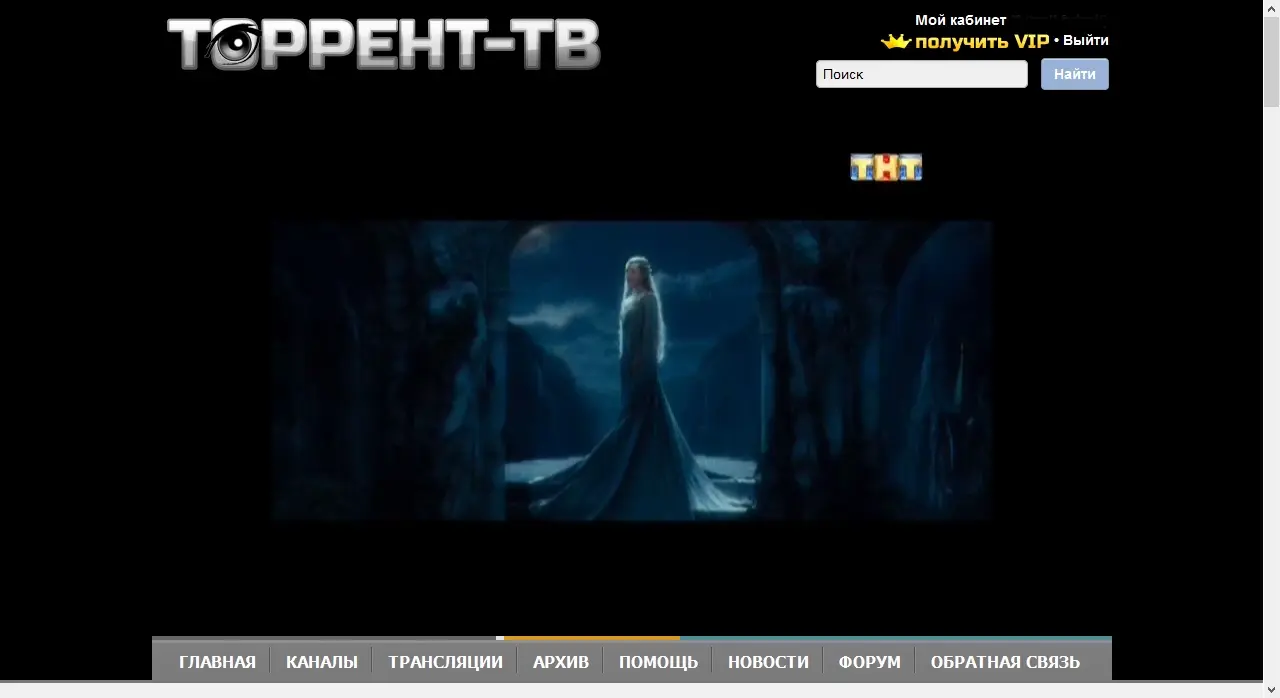 ТОРРЕНТ-ТВ
Мой кабинет
получить VIP • Выйти
Поиск
Найти
ТНТ
ГЛАВНАЯ КАНАЛЫ ТРАНСЛЯЦИИ АРХИВ ПОМОЩЬ НОВОСТИ ФОРУМ ОБРАТНАЯ СВЯЗЬ